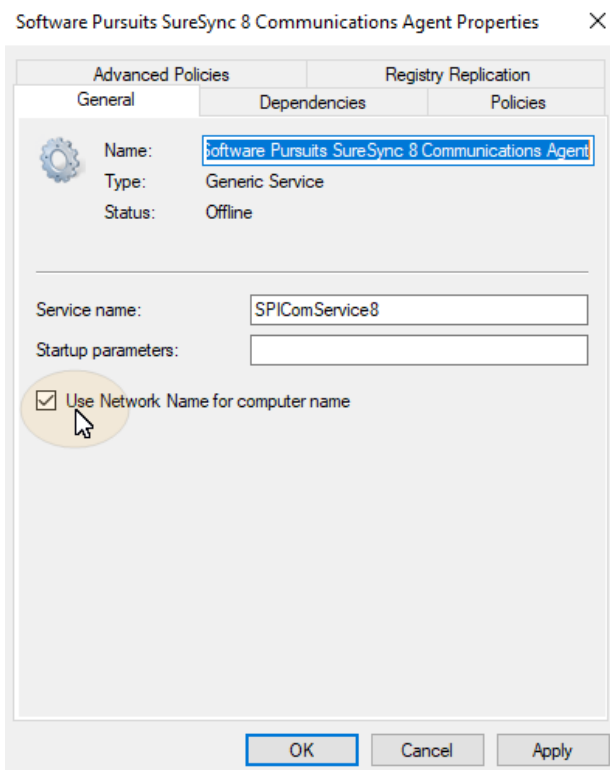 Software Pursuits SureSync 8 Communications Agent Properties
Advanced Policies
Registry Replication
General
Dependencies
Policies
Name:
Software Pursuits SureSync 8 Communications Agent
Type:
Generic Service
Status:
Offline
Service name:
SPIComService8
Startup parameters:
Use Network Name for computer name
OK
Cancel
Apply